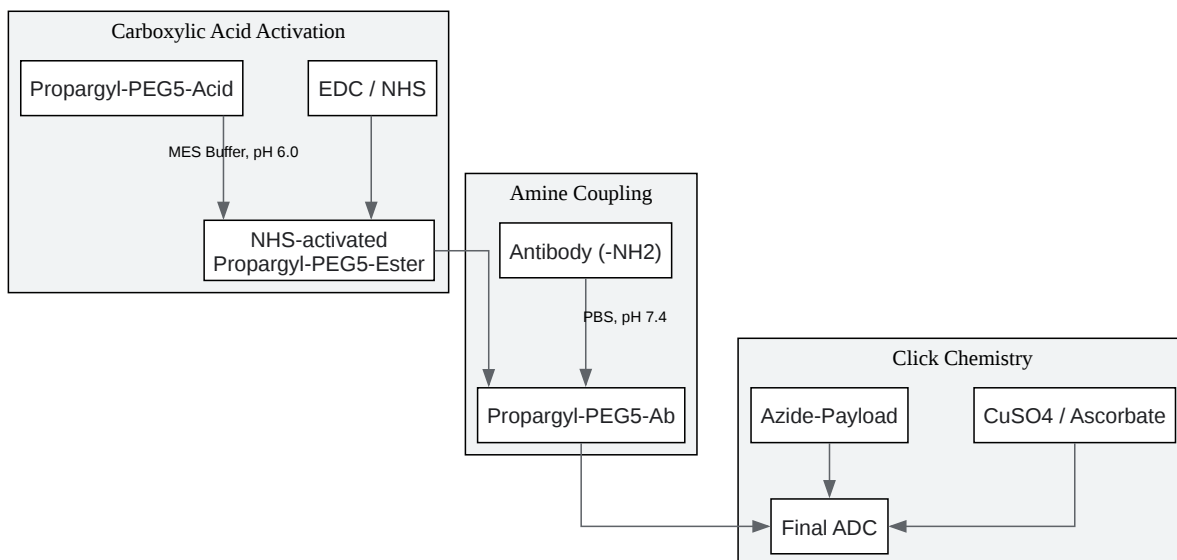 Carboxylic Acid Activation
Propargyl-PEG5-Acid
EDC / NHS
MES Buffer, pH 6.0
NHS-activated
Propargyl-PEG5-Ester
Amine Coupling
Antibody (-NH2)
PBS, pH 7.4
Propargyl-PEG5-Ab
Click Chemistry
Azide-Payload
CuSO4 / Ascorbate
Final ADC